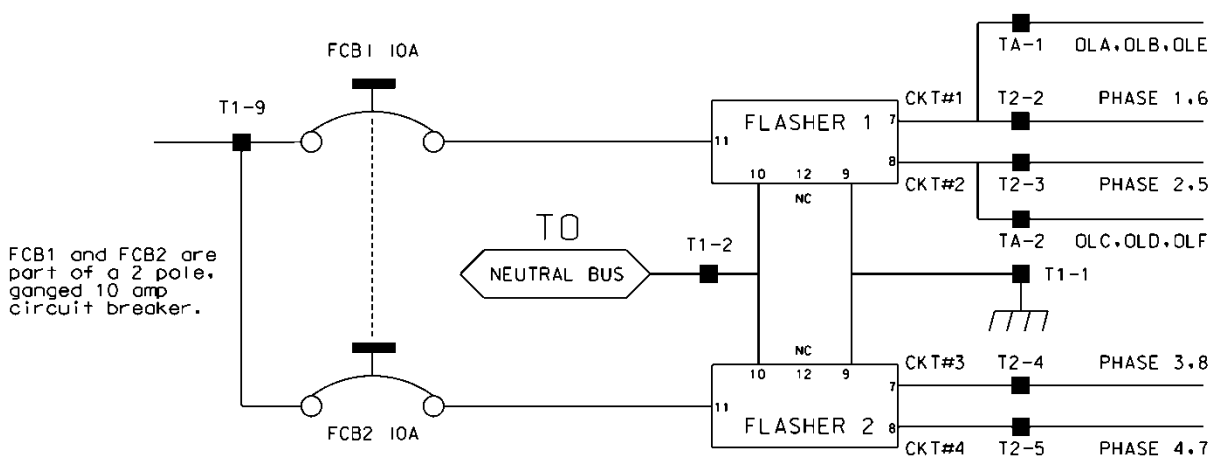 FCB1 10A
T1-9
TA-1 OLA,OLB,OLE
CKT#1 T2-2 PHASE 1,6
FLASHER 1
7
11
8
10 12 9
NC
CKT#2 T2-3 PHASE 2,5
TA-2 OLC,OLD,OLF
TO
NEUTRAL BUS
T1-2
T1-1
FCB1 and FCB2 are
part of a 2 pole,
ganged 10 amp
circuit breaker.
NC
10 12 9
CKT#3 T2-4 PHASE 3,8
7
11
FLASHER 2
8
FCB2 10A
CKT#4 T2-5 PHASE 4,7